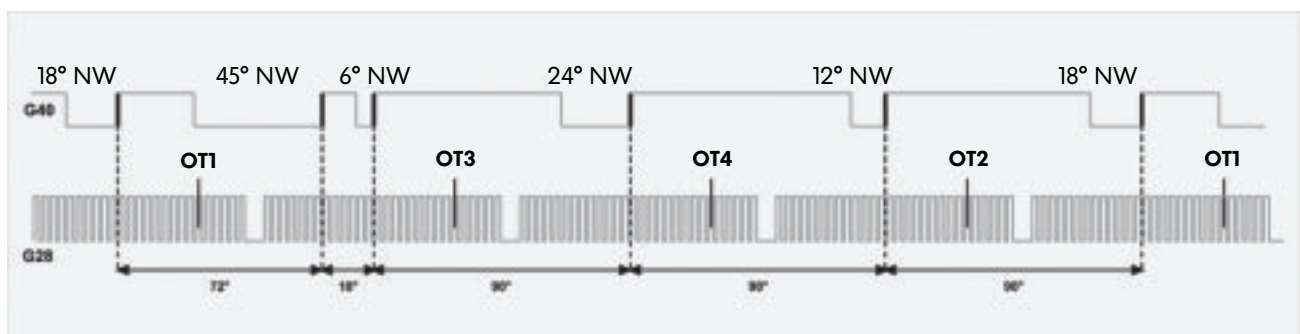 18° NW 45° NW 6° NW 24° NW 12° NW 18° NW
G40
OT1 OT3 OT4 OT2 OT1
G28
72° 18° 90° 90° 90°